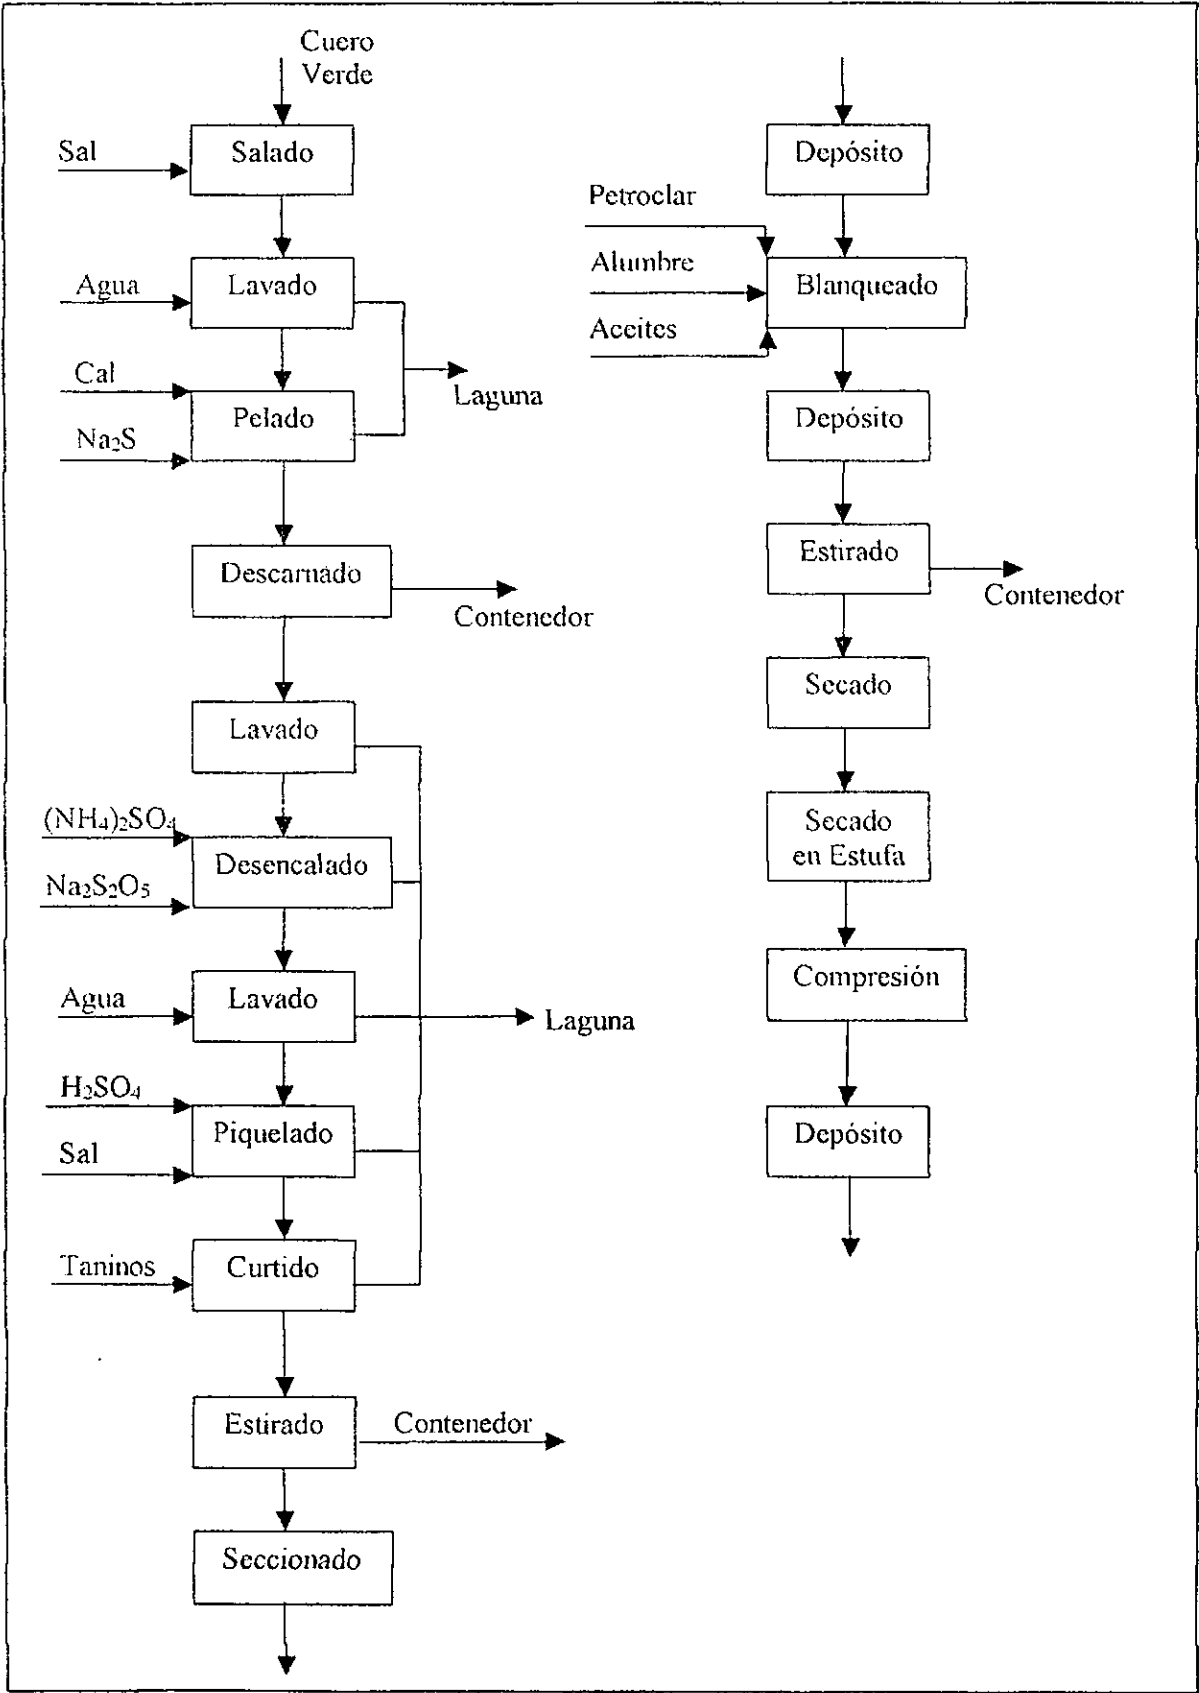 Cuero
Verde
Sal
Salado
Agua
Lavado
Cal
Pelado
Na₂S
Laguna
Descarnado
Contenedor
Lavado
(NH₄)₂SO₄
Desencalado
Na₂S₂O₅
Agua
Lavado
Laguna
H₂SO₄
Piquelado
Sal
Taninos
Curtido
Estirado
Contenedor
Seccionado
Depósito
Petroclar
Alumbre
Blanqueado
Aceites
Depósito
Estirado
Contenedor
Secado
Secado
en Estufa
Compresión
Depósito